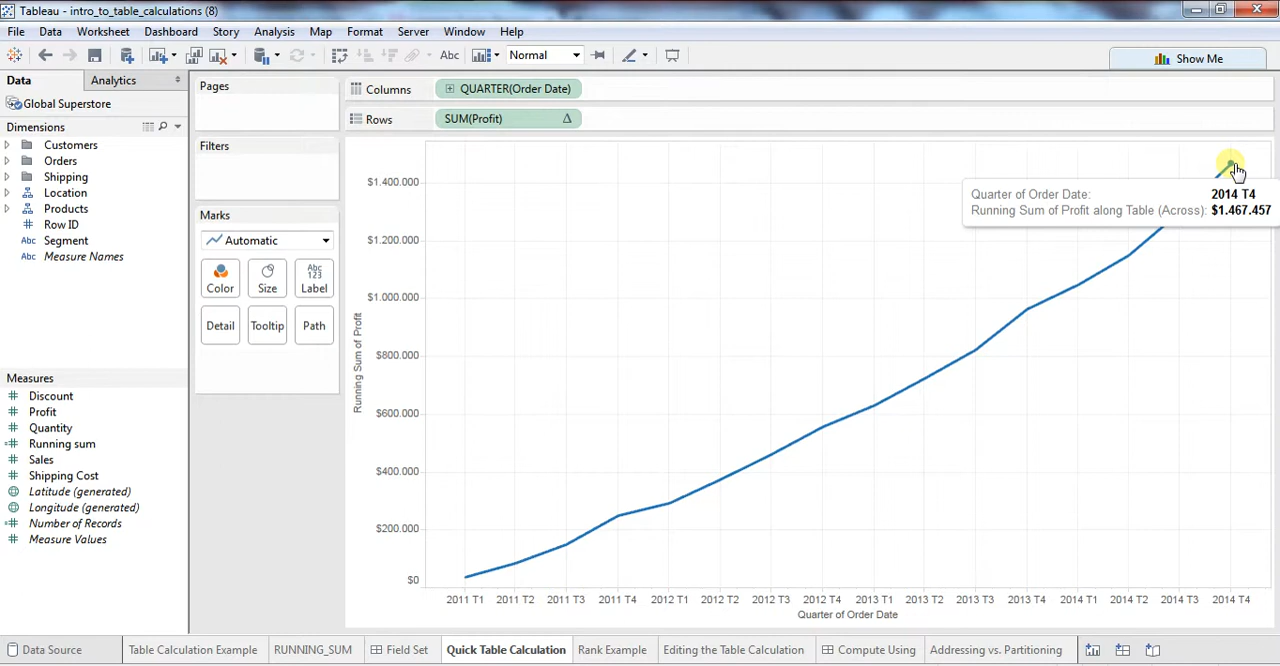 Tableau - intro_to_table_calculations (8)
File Data Worksheet Dashboard Story Analysis Map Format Server Window Help
Abc Normal Show Me
Data Analytics
Global Superstore
Dimensions
Customers
Orders
Shipping
Location
Products
Row ID
Abc Segment
Abc Measure Names
Measures
Discount
Profit
Quantity
Running sum
Sales
Shipping Cost
Latitude (generated)
Longitude (generated)
Number of Records
Measure Values
Pages
Filters
Marks
Automatic
Abc
123
Color Size Label
Detail Tooltip Path
Columns QUARTER(Order Date)
Rows SUM(Profit) Δ
Quarter of Order Date: 2014 T4
Running Sum of Profit along Table (Across): $1.467.457
Running Sum of Profit
$1.400.000
$1.200.000
$1.000.000
$800.000
$600.000
$400.000
$200.000
$0
2011 T1 2011 T2 2011 T3 2011 T4 2012 T1 2012 T2 2012 T3 2012 T4 2013 T1 2013 T2 2013 T3 2013 T4 2014 T1 2014 T2 2014 T3 2014 T4
Quarter of Order Date
Data Source Table Calculation Example RUNNING_SUM Field Set Quick Table Calculation Rank Example Editing the Table Calculation Compute Using Addressing vs. Partitioning